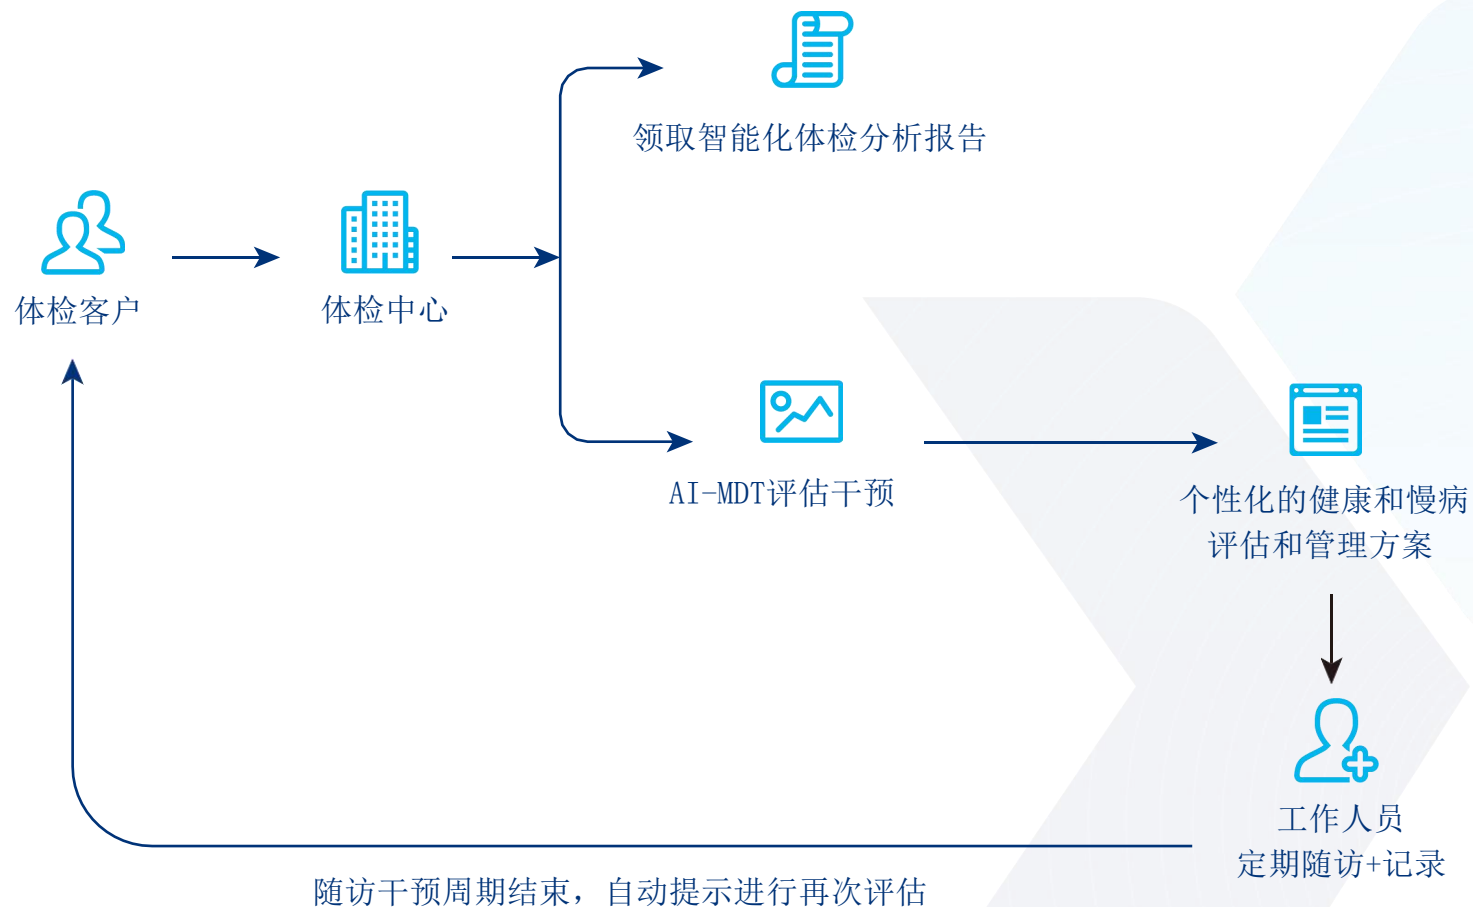 领取智能化体检分析报告
体检客户
体检中心
AI-MDT评估干预
个性化的健康和慢病
评估和管理方案
工作人员
定期随访+记录
随访干预周期结束，自动提示进行再次评估